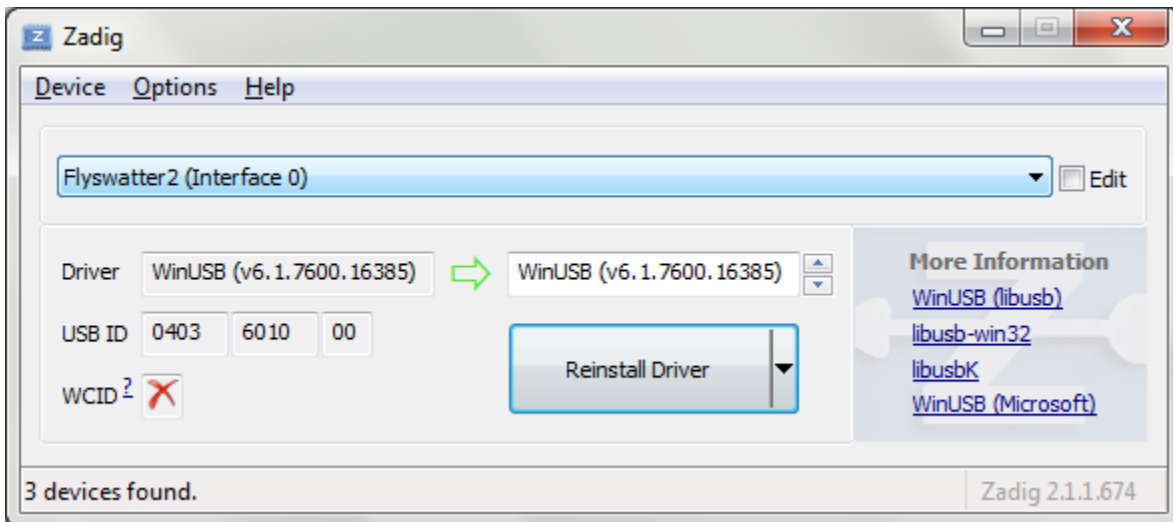 Zadig
Device Options Help
Flyswatter2 (Interface 0)
Edit
Driver WinUSB (v6.1.7600.16385) WinUSB (v6.1.7600.16385)
USB ID 0403 6010 00
WCID ?
Reinstall Driver
More Information
WinUSB (libusb)
libusb-win32
libusbK
WinUSB (Microsoft)
3 devices found.
Zadig 2.1.1.674